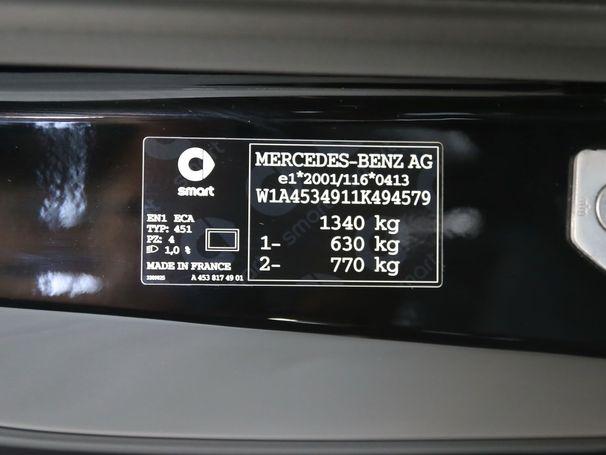 smart
EN1 ECA
TYP: 451
PZ: 4
1,0 %
MADE IN FRANCE
A 453 817 49 01
MERCEDES-BENZ AG
e1*2001/116*0413
W1A4534911K494579
1340 kg
1- 630 kg
2- 770 kg